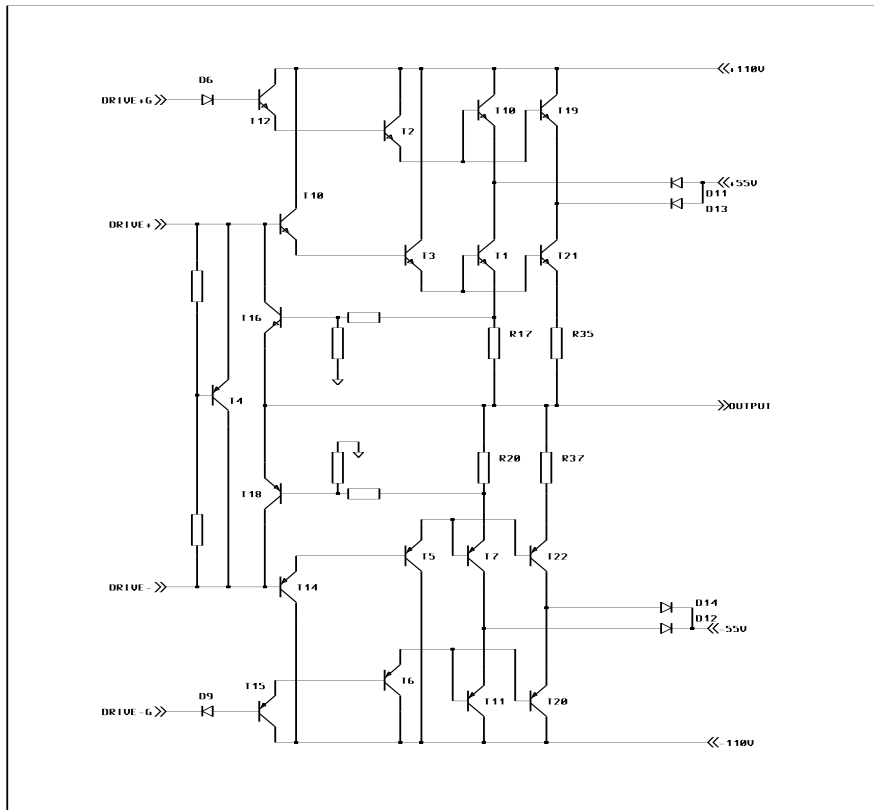 D6
+110V
DRIVE+G
T12
T10
T19
T2
+55V
D11
D13
T10
DRIVE+
T3
T1
T21
T16
R17
R35
T4
OUTPUT
R20
R37
T18
T5
T7
T22
DRIVE-
T14
D14
D12
-55V
T15
T6
D9
T11
T20
DRIVE-G
-110V